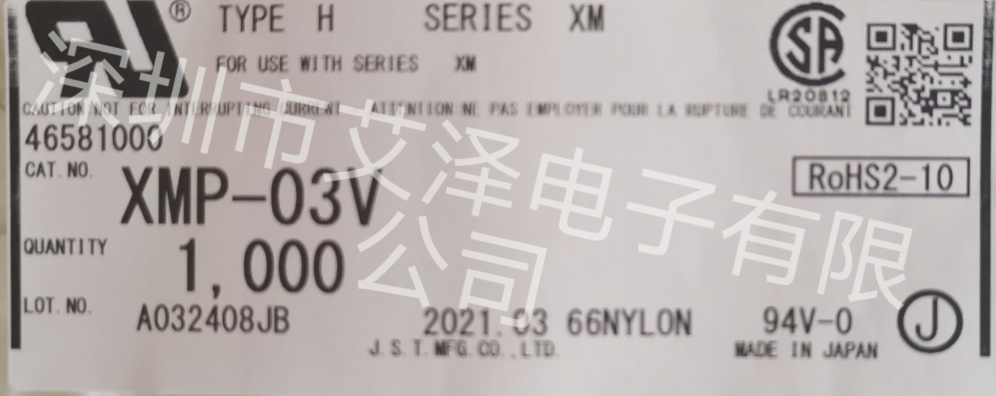 ® TYPE H SERIES XM
FOR USE WITH SERIES XM
SA
LR20812
CAUTION NOT FOR INTERRUPTING CURRENT ATTENTION NE PAS EMPLOYER POUR LA RUPTURE DE COURANT
46581000
CAT. NO. XMP-03V
RoHS2-10
QUANTITY 1,000
LOT. NO. A032408JB 2021.03 66NYLON 94V-0 J
J.S.T.MFG.CO.,LTD. MADE IN JAPAN
深圳市艾泽电子有限
公司